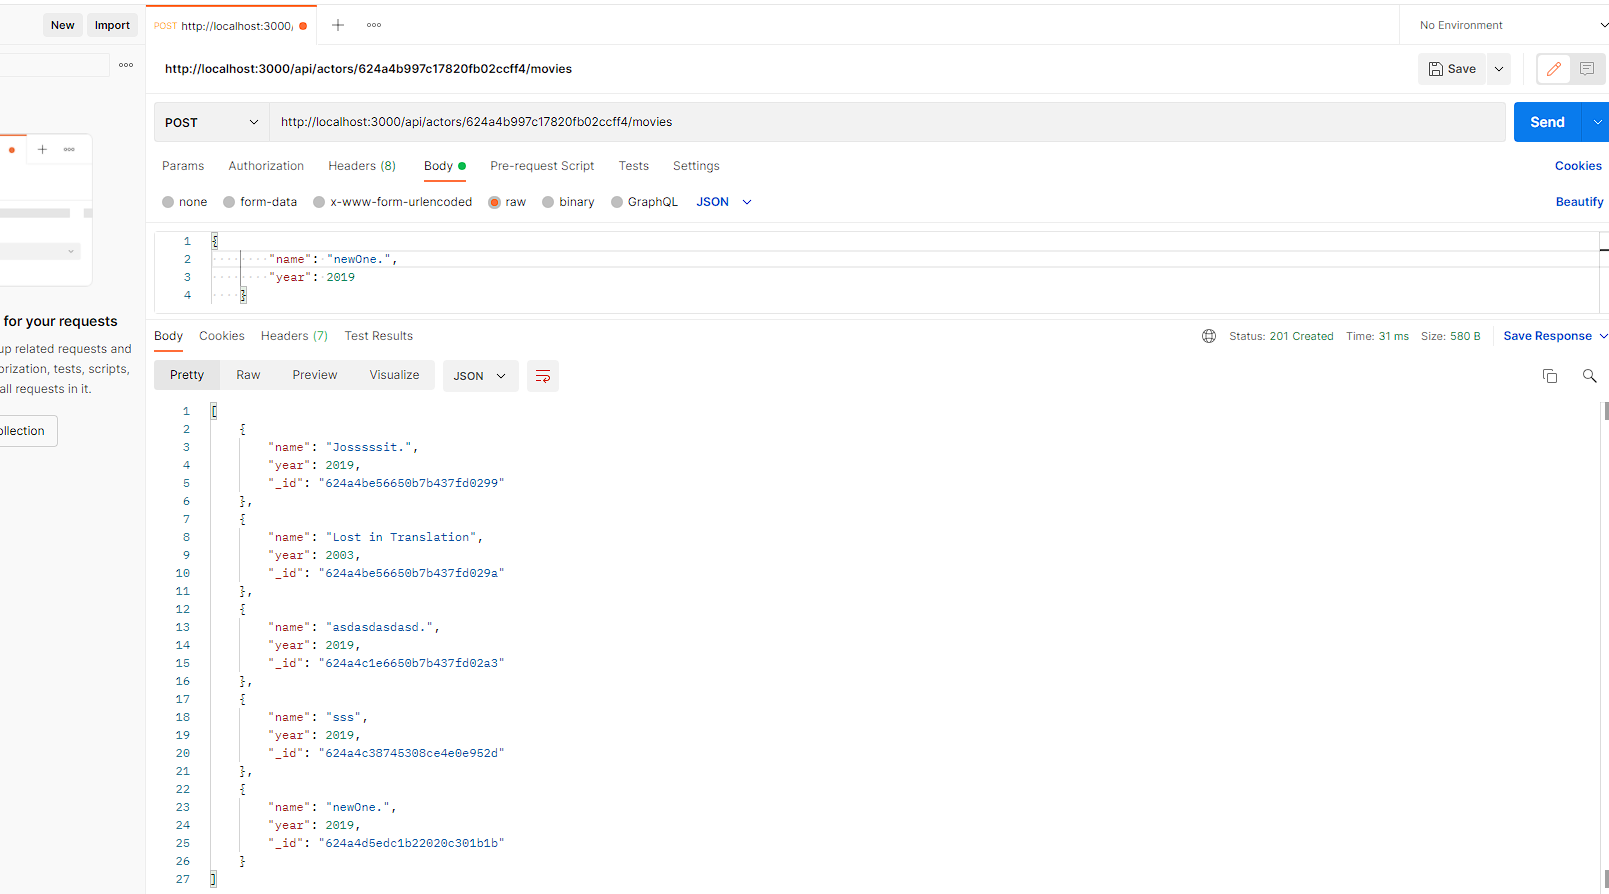 New Import
POST http://localhost:3000/
No Environment
http://localhost:3000/api/actors/624a4b997c17820fb02ccff4/movies
Save
POST http://localhost:3000/api/actors/624a4b997c17820fb02ccff4/movies Send
Params Authorization Headers (8) Body Pre-request Script Tests Settings Cookies
none form-data x-www-form-urlencoded raw binary GraphQL JSON Beautify
1 {
2 "name": "newOne.",
3 "year": 2019
4 }
for your requests
up related requests and
orization, tests, scripts,
all requests in it.
ollection
Body Cookies Headers (7) Test Results Status: 201 Created Time: 31 ms Size: 580 B Save Response
Pretty Raw Preview Visualize JSON
1 [
2 {
3 "name": "Josssssit.",
4 "year": 2019,
5 "_id": "624a4be56650b7b437fd0299"
6 },
7 {
8 "name": "Lost in Translation",
9 "year": 2003,
10 "_id": "624a4be56650b7b437fd029a"
11 },
12 {
13 "name": "asdasdasdasd.",
14 "year": 2019,
15 "_id": "624a4c1e6650b7b437fd02a3"
16 },
17 {
18 "name": "sss",
19 "year": 2019,
20 "_id": "624a4c38745308ce4e0e952d"
21 },
22 {
23 "name": "newOne.",
24 "year": 2019,
25 "_id": "624a4d5edc1b22020c301b1b"
26 }
27 ]